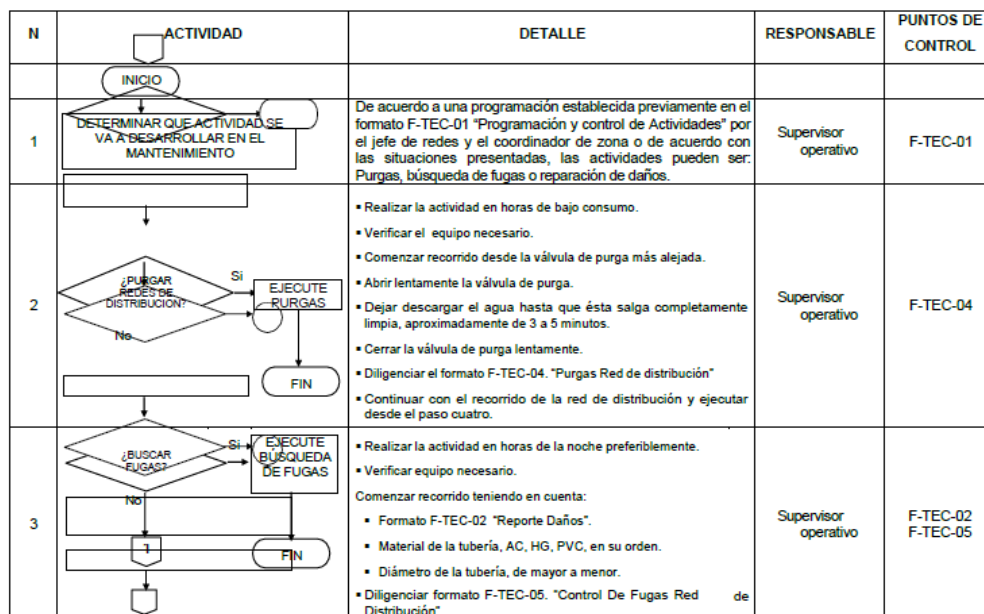 N ACTIVIDAD DETALLE RESPONSABLE PUNTOS DE CONTROL
INICIO
1
DETERMINAR QUE ACTIVIDAD SE
VA A DESARROLLAR EN EL
MANTENIMIENTO
De acuerdo a una programación establecida previamente en el
formato F-TEC-01 "Programación y control de Actividades" por
el jefe de redes y el coordinador de zona o de acuerdo con
las situaciones presentadas, las actividades pueden ser:
Purgas, búsqueda de fugas o reparación de daños.
Supervisor
operativo
F-TEC-01
2
¿PURGAR
REDES DE
DISTRIBUCION?
Si
No
EJECUTE
PURGAS
FIN
▪ Realizar la actividad en horas de bajo consumo.
▪ Verificar el equipo necesario.
▪ Comenzar recorrido desde la válvula de purga más alejada.
▪ Abrir lentamente la válvula de purga.
▪ Dejar descargar el agua hasta que ésta salga completamente
limpia, aproximadamente de 3 a 5 minutos.
▪ Cerrar la válvula de purga lentamente.
▪ Diligenciar el formato F-TEC-04. "Purgas Red de distribución"
▪ Continuar con el recorrido de la red de distribución y ejecutar
desde el paso cuatro.
Supervisor
operativo
F-TEC-04
3
¿BUSCAR
FUGAS?
Si
No
EJECUTE
BÚSQUEDA
DE FUGAS
1
FIN
▪ Realizar la actividad en horas de la noche preferiblemente.
▪ Verificar equipo necesario.
Comenzar recorrido teniendo en cuenta:
▪ Formato F-TEC-02 "Reporte Daños".
▪ Material de la tubería, AC, HG, PVC, en su orden.
▪ Diámetro de la tubería, de mayor a menor.
▪ Diligenciar formato F-TEC-05. "Control De Fugas Red de
Distribución"
Supervisor
operativo
F-TEC-02
F-TEC-05